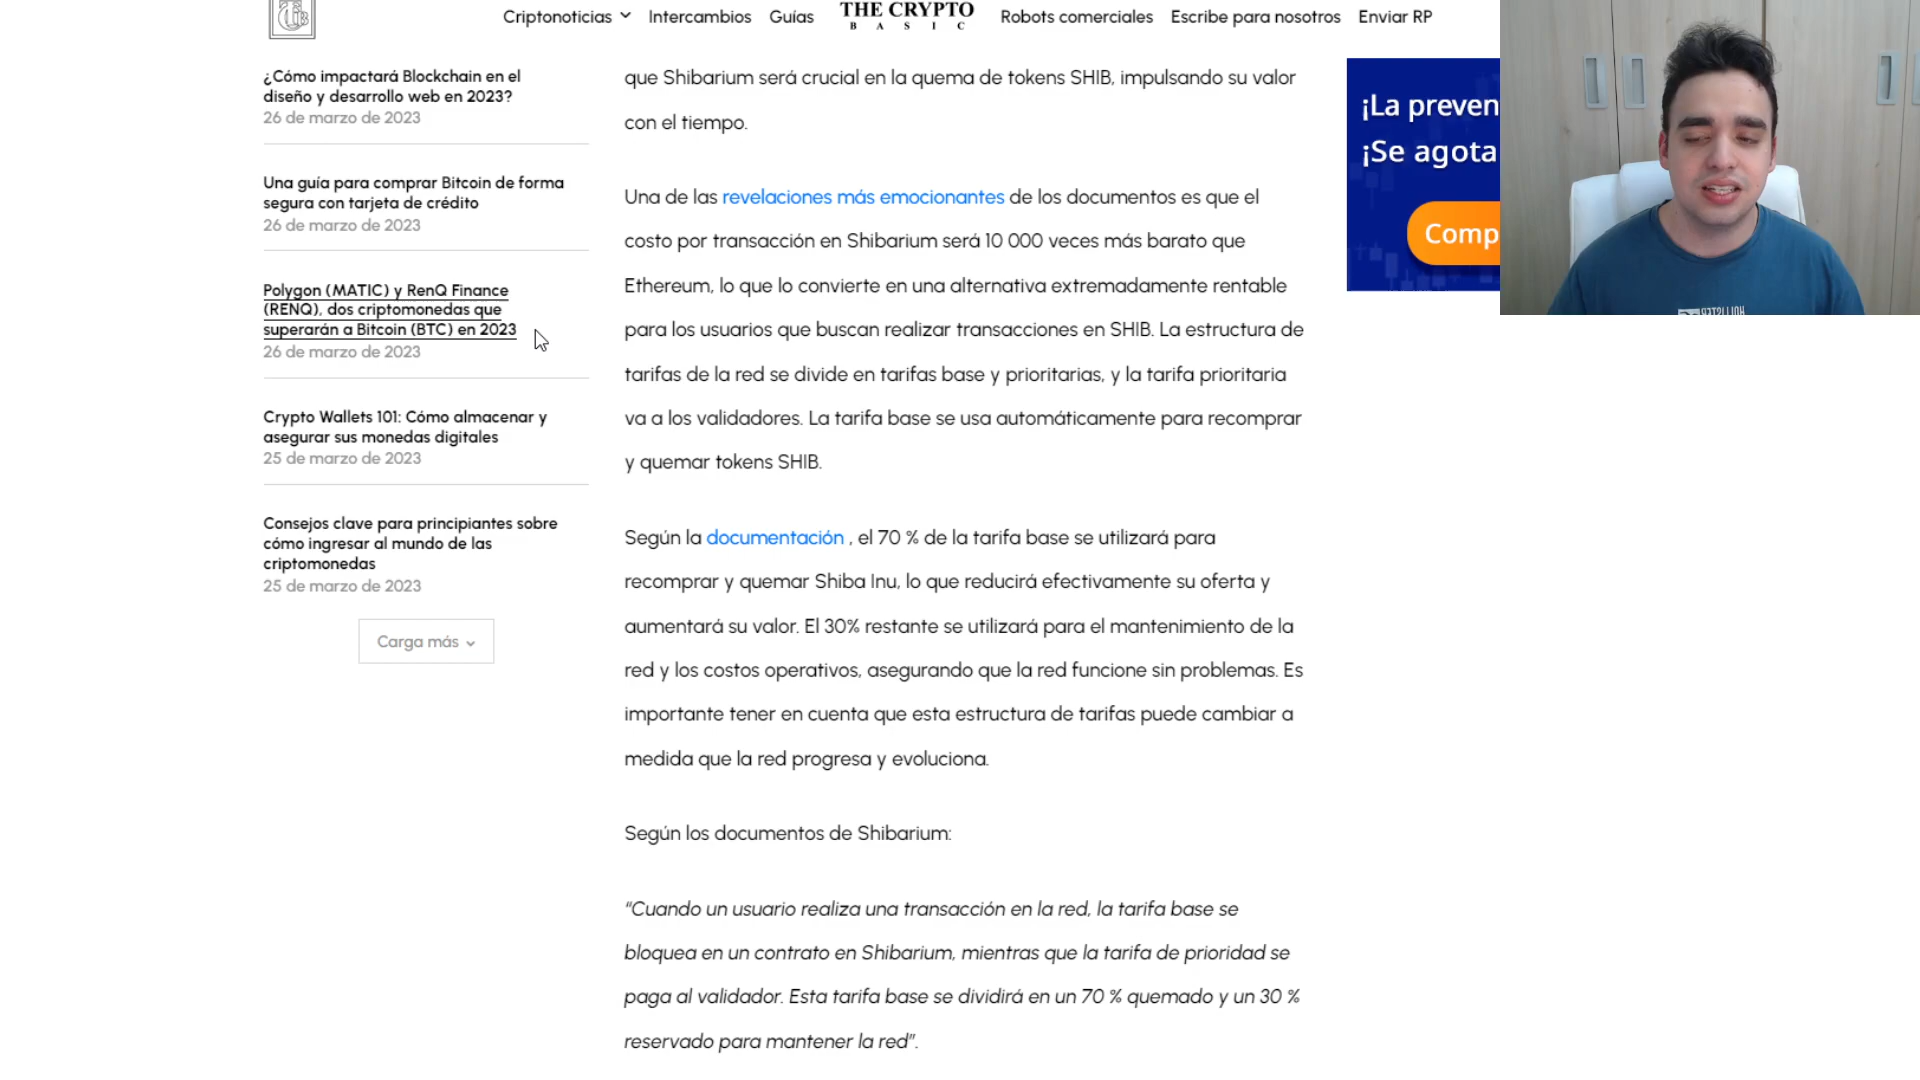 Criptonoticias
Intercambios
Guías
THE CRYPTO
BASIC
Robots comerciales
Escribe para nosotros
Enviar RP
¿Cómo impactará Blockchain en el
diseño y desarrollo web en 2023?
26 de marzo de 2023
Una guía para comprar Bitcoin de forma
segura con tarjeta de crédito
26 de marzo de 2023
Polygon (MATIC) y RenQ Finance
(RENQ), dos criptomonedas que
superarán a Bitcoin (BTC) en 2023
26 de marzo de 2023
Crypto Wallets 101: Cómo almacenar y
asegurar sus monedas digitales
25 de marzo de 2023
Consejos clave para principiantes sobre
cómo ingresar al mundo de las
criptomonedas
25 de marzo de 2023
Carga más
que Shibarium será crucial en la quema de tokens SHIB, impulsando su valor
con el tiempo.
Una de las revelaciones más emocionantes de los documentos es que el
costo por transacción en Shibarium será 10 000 veces más barato que
Ethereum, lo que lo convierte en una alternativa extremadamente rentable
para los usuarios que buscan realizar transacciones en SHIB. La estructura de
tarifas de la red se divide en tarifas base y prioritarias, y la tarifa prioritaria
va a los validadores. La tarifa base se usa automáticamente para recomprar
y quemar tokens SHIB.
Según la documentación , el 70 % de la tarifa base se utilizará para
recomprar y quemar Shiba Inu, lo que reducirá efectivamente su oferta y
aumentará su valor. El 30% restante se utilizará para el mantenimiento de la
red y los costos operativos, asegurando que la red funcione sin problemas. Es
importante tener en cuenta que esta estructura de tarifas puede cambiar a
medida que la red progresa y evoluciona.
Según los documentos de Shibarium:
“Cuando un usuario realiza una transacción en la red, la tarifa base se
bloquea en un contrato en Shibarium, mientras que la tarifa de prioridad se
paga al validador. Esta tarifa base se dividirá en un 70 % quemado y un 30 %
reservado para mantener la red”.
¡La preven
¡Se agota
Comp